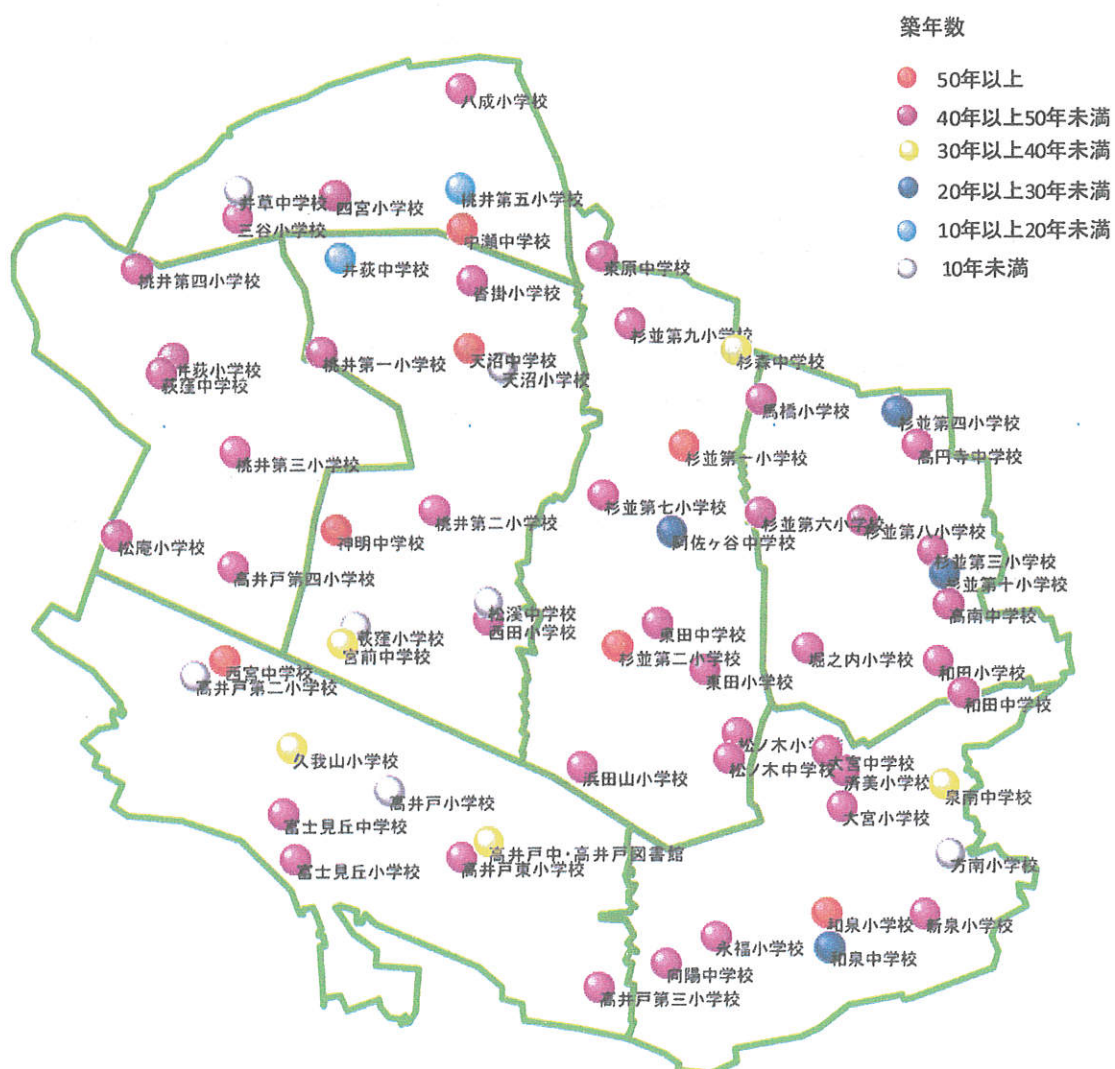 築年数
50年以上
40年以上50年未満
30年以上40年未満
20年以上30年未満
10年以上20年未満
10年未満
八成小学校
井草中学校
四宮小学校
桃井第五小学校
三谷小学校
中瀬中学校
東原中学校
井荻中学校
桃井第四小学校
沓掛小学校
杉並第九小学校
天沼中学校
杉森中学校
井荻小学校
桃井第一小学校
荻窪中学校
天沼小学校
馬橋小学校
杉並第四小学校
高円寺中学校
杉並第一小学校
桃井第三小学校
杉並第七小学校
桃井第二小学校
杉並第六小学校
杉並第八小学校
松庵小学校
神明中学校
阿佐ヶ谷中学校
杉並第三小学校
高井戸第四小学校
杉並第十小学校
松溪中学校
高南中学校
西田小学校
荻窪小学校
東田中学校
宮前中学校
杉並第二小学校
堀之内小学校
西宮中学校
和田小学校
高井戸第二小学校
東田小学校
和田中学校
松ノ木小学校
久我山小学校
大宮中学校
松ノ木中学校
浜田山小学校
済美小学校
泉南中学校
高井戸小学校
大宮小学校
富士見丘中学校
高井戸中・高井戸図書館
方南小学校
富士見丘小学校
高井戸東小学校
和泉小学校
新泉小学校
永福小学校
和泉中学校
向陽中学校
高井戸第三小学校